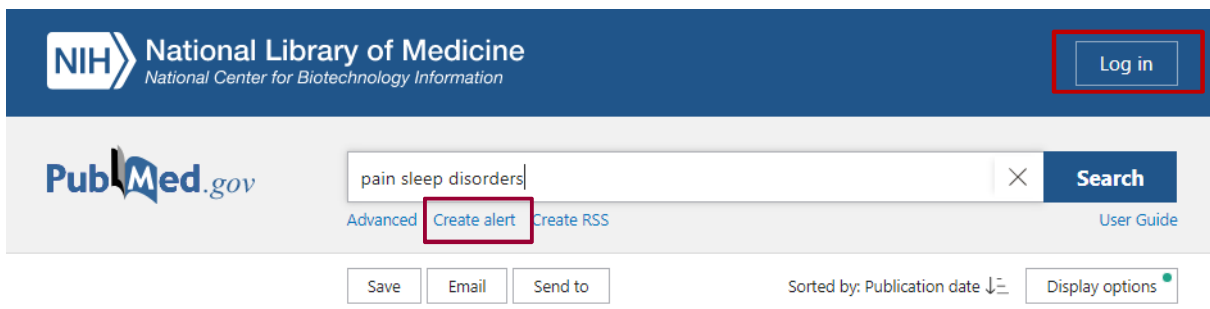 NIH National Library of Medicine
National Center for Biotechnology Information
Log in
PubMed.gov
pain sleep disorders
Search
Advanced Create alert Create RSS
User Guide
Save Email Send to
Sorted by: Publication date
Display options